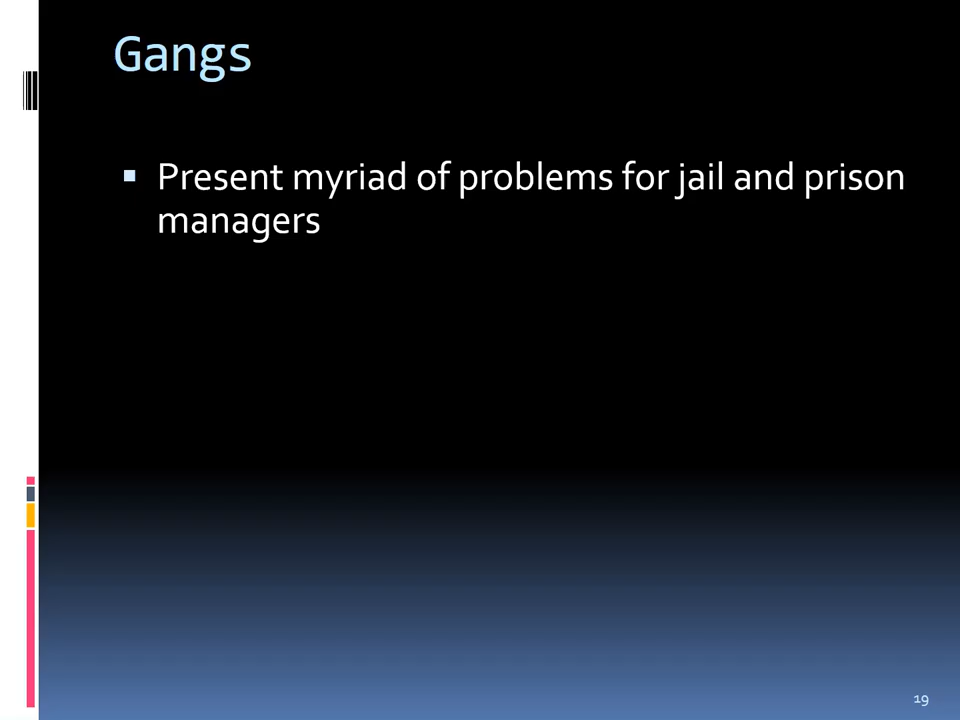 Gangs
▪ Present myriad of problems for jail and prison
managers
19